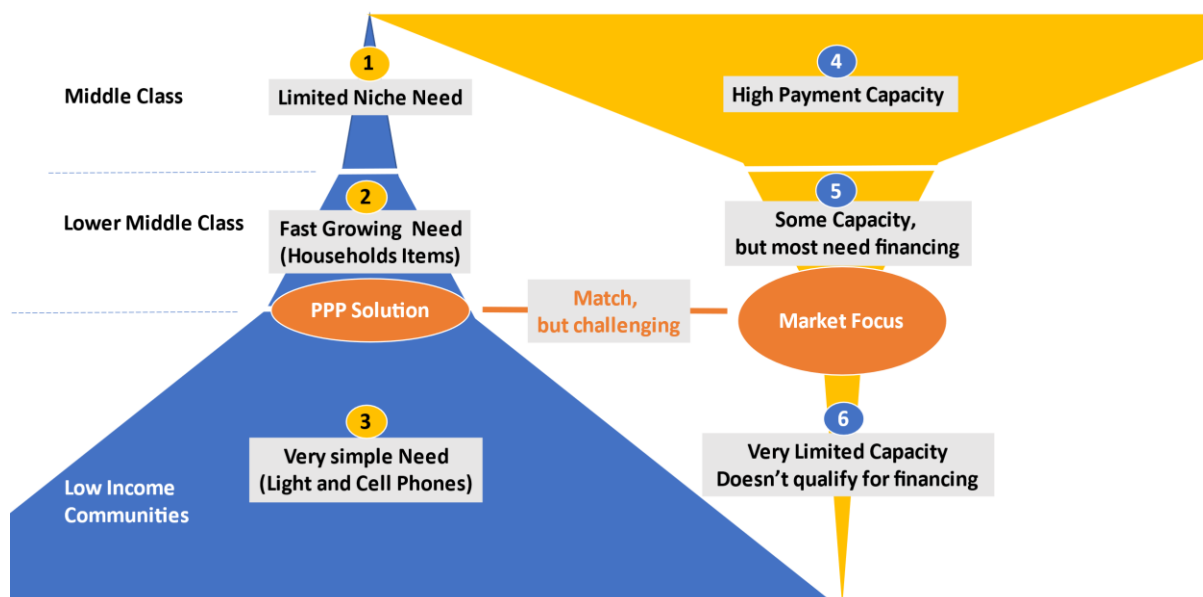 Middle Class
1
Limited Niche Need
4
High Payment Capacity
Lower Middle Class
2
Fast Growing Need
(Households Items)
5
Some Capacity,
but most need financing
PPP Solution
Match,
but challenging
Market Focus
3
Very simple Need
(Light and Cell Phones)
6
Very Limited Capacity
Doesn’t qualify for financing
Low Income
Communities